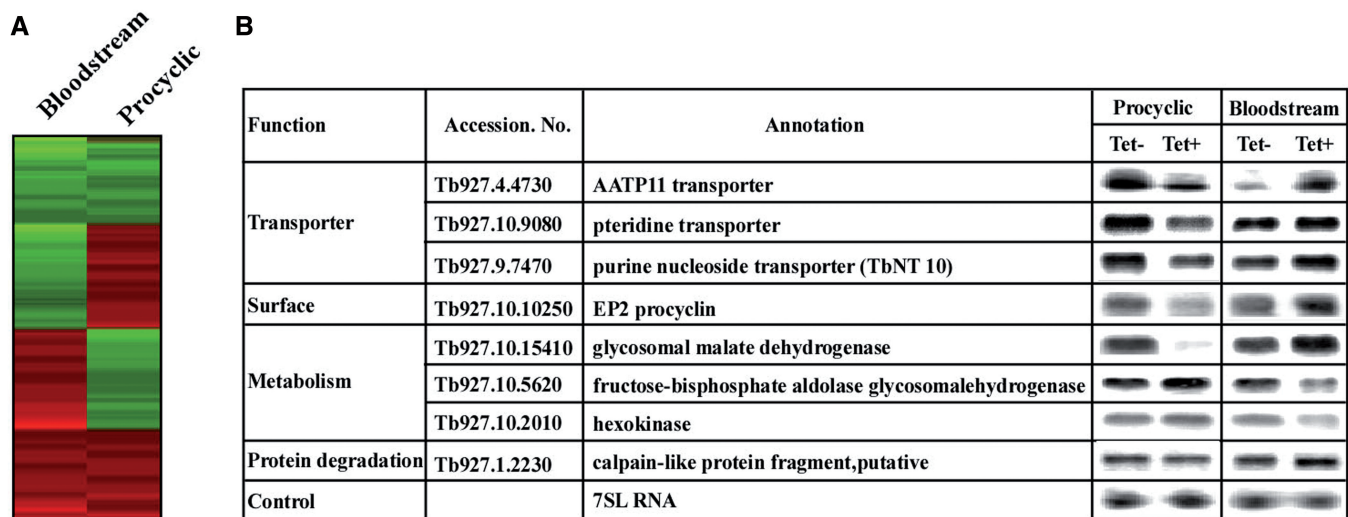 A
Bloodstream
Procyclic
B
Function
Accession. No.
Annotation
Procyclic
Bloodstream
Tet-
Tet+
Tet-
Tet+
Transporter
Tb927.4.4730
AATP11 transporter
Tb927.10.9080
pteridine transporter
Tb927.9.7470
purine nucleoside transporter (TbNT 10)
Surface
Tb927.10.10250
EP2 procyclin
Metabolism
Tb927.10.15410
glycosomal malate dehydrogenase
Tb927.10.5620
fructose-bisphosphate aldolase glycosomalehydrogenase
Tb927.10.2010
hexokinase
Protein degradation
Tb927.1.2230
calpain-like protein fragment,putative
Control
7SL RNA